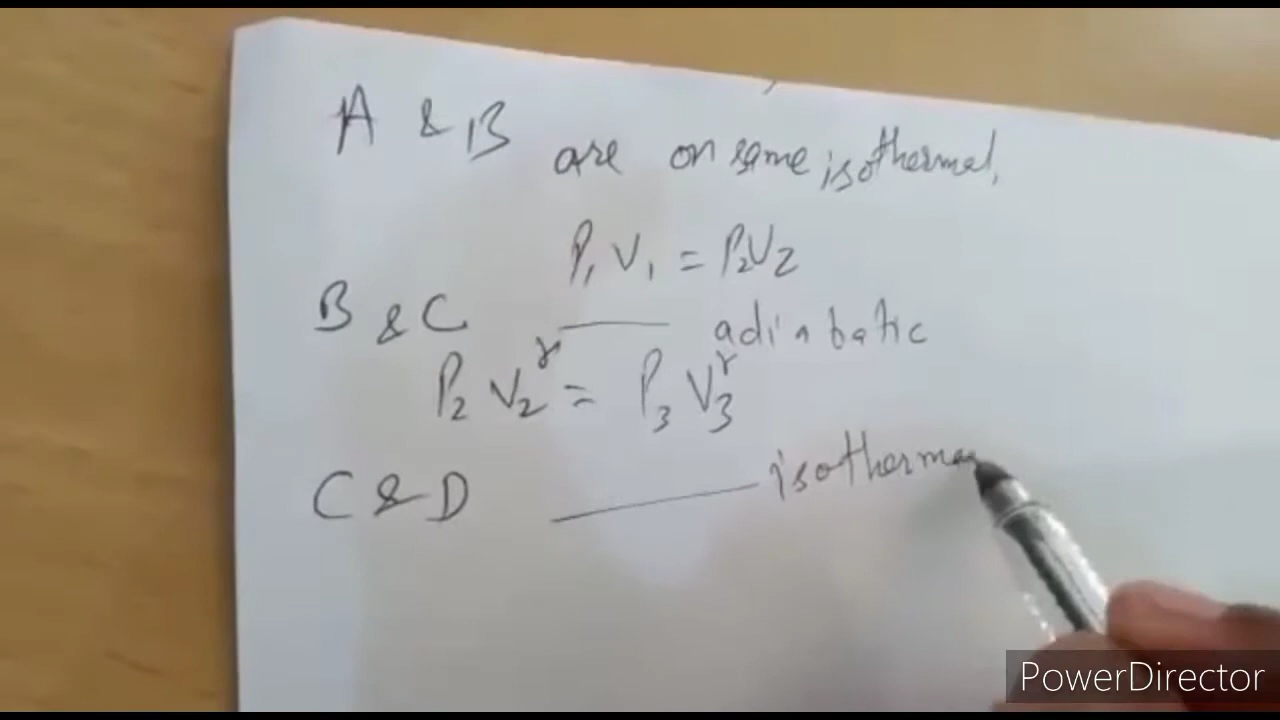 A & B are on same isothermal,
P₁V₁ = P₂V₂
B & C —— adiabatic
P₂V₂^γ = P₃V₃^γ
C & D —— isotherma
PowerDirector